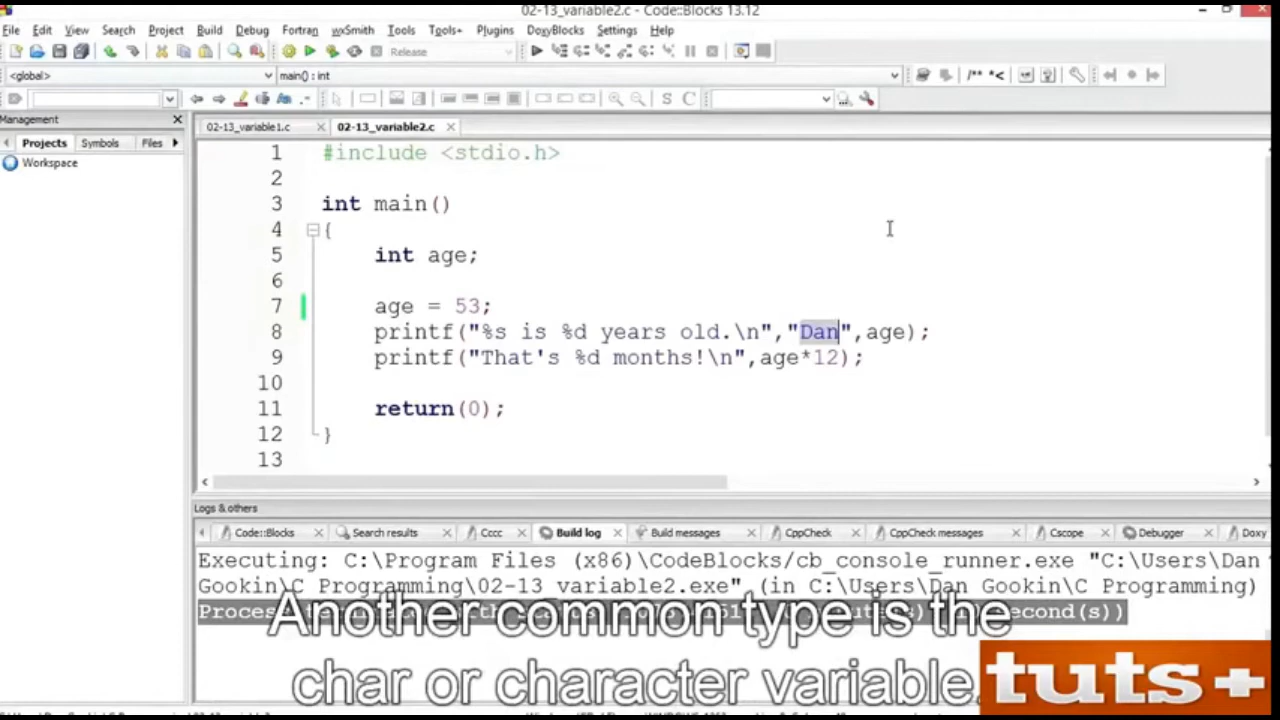 02-13_variable2.c - Code::Blocks 13.12
File Edit View Search Project Build Debug Fortran wxSmith Tools Tools+ Plugins DoxyBlocks Settings Help
Release
<global> main() : int
Management
Projects Symbols Files
Workspace
02-13_variable1.c 02-13_variable2.c
1 #include <stdio.h>
2
3 int main()
4 {
5 int age;
6
7 age = 53;
8 printf("%s is %d years old.\n","Dan",age);
9 printf("That's %d months!\n",age*12);
10
11 return(0);
12 }
13
Logs & others
Code::Blocks Search results Cccc Build log Build messages CppCheck CppCheck messages Cscope Debugger Doxy
Executing: C:\Program Files (x86)\CodeBlocks/cb_console_runner.exe "C:\Users\Dan
Gookin\C Programming\02-13_variable2.exe" (in C:\Users\Dan Gookin\C Programming)
Another common type is the
char or character variable.
tuts+